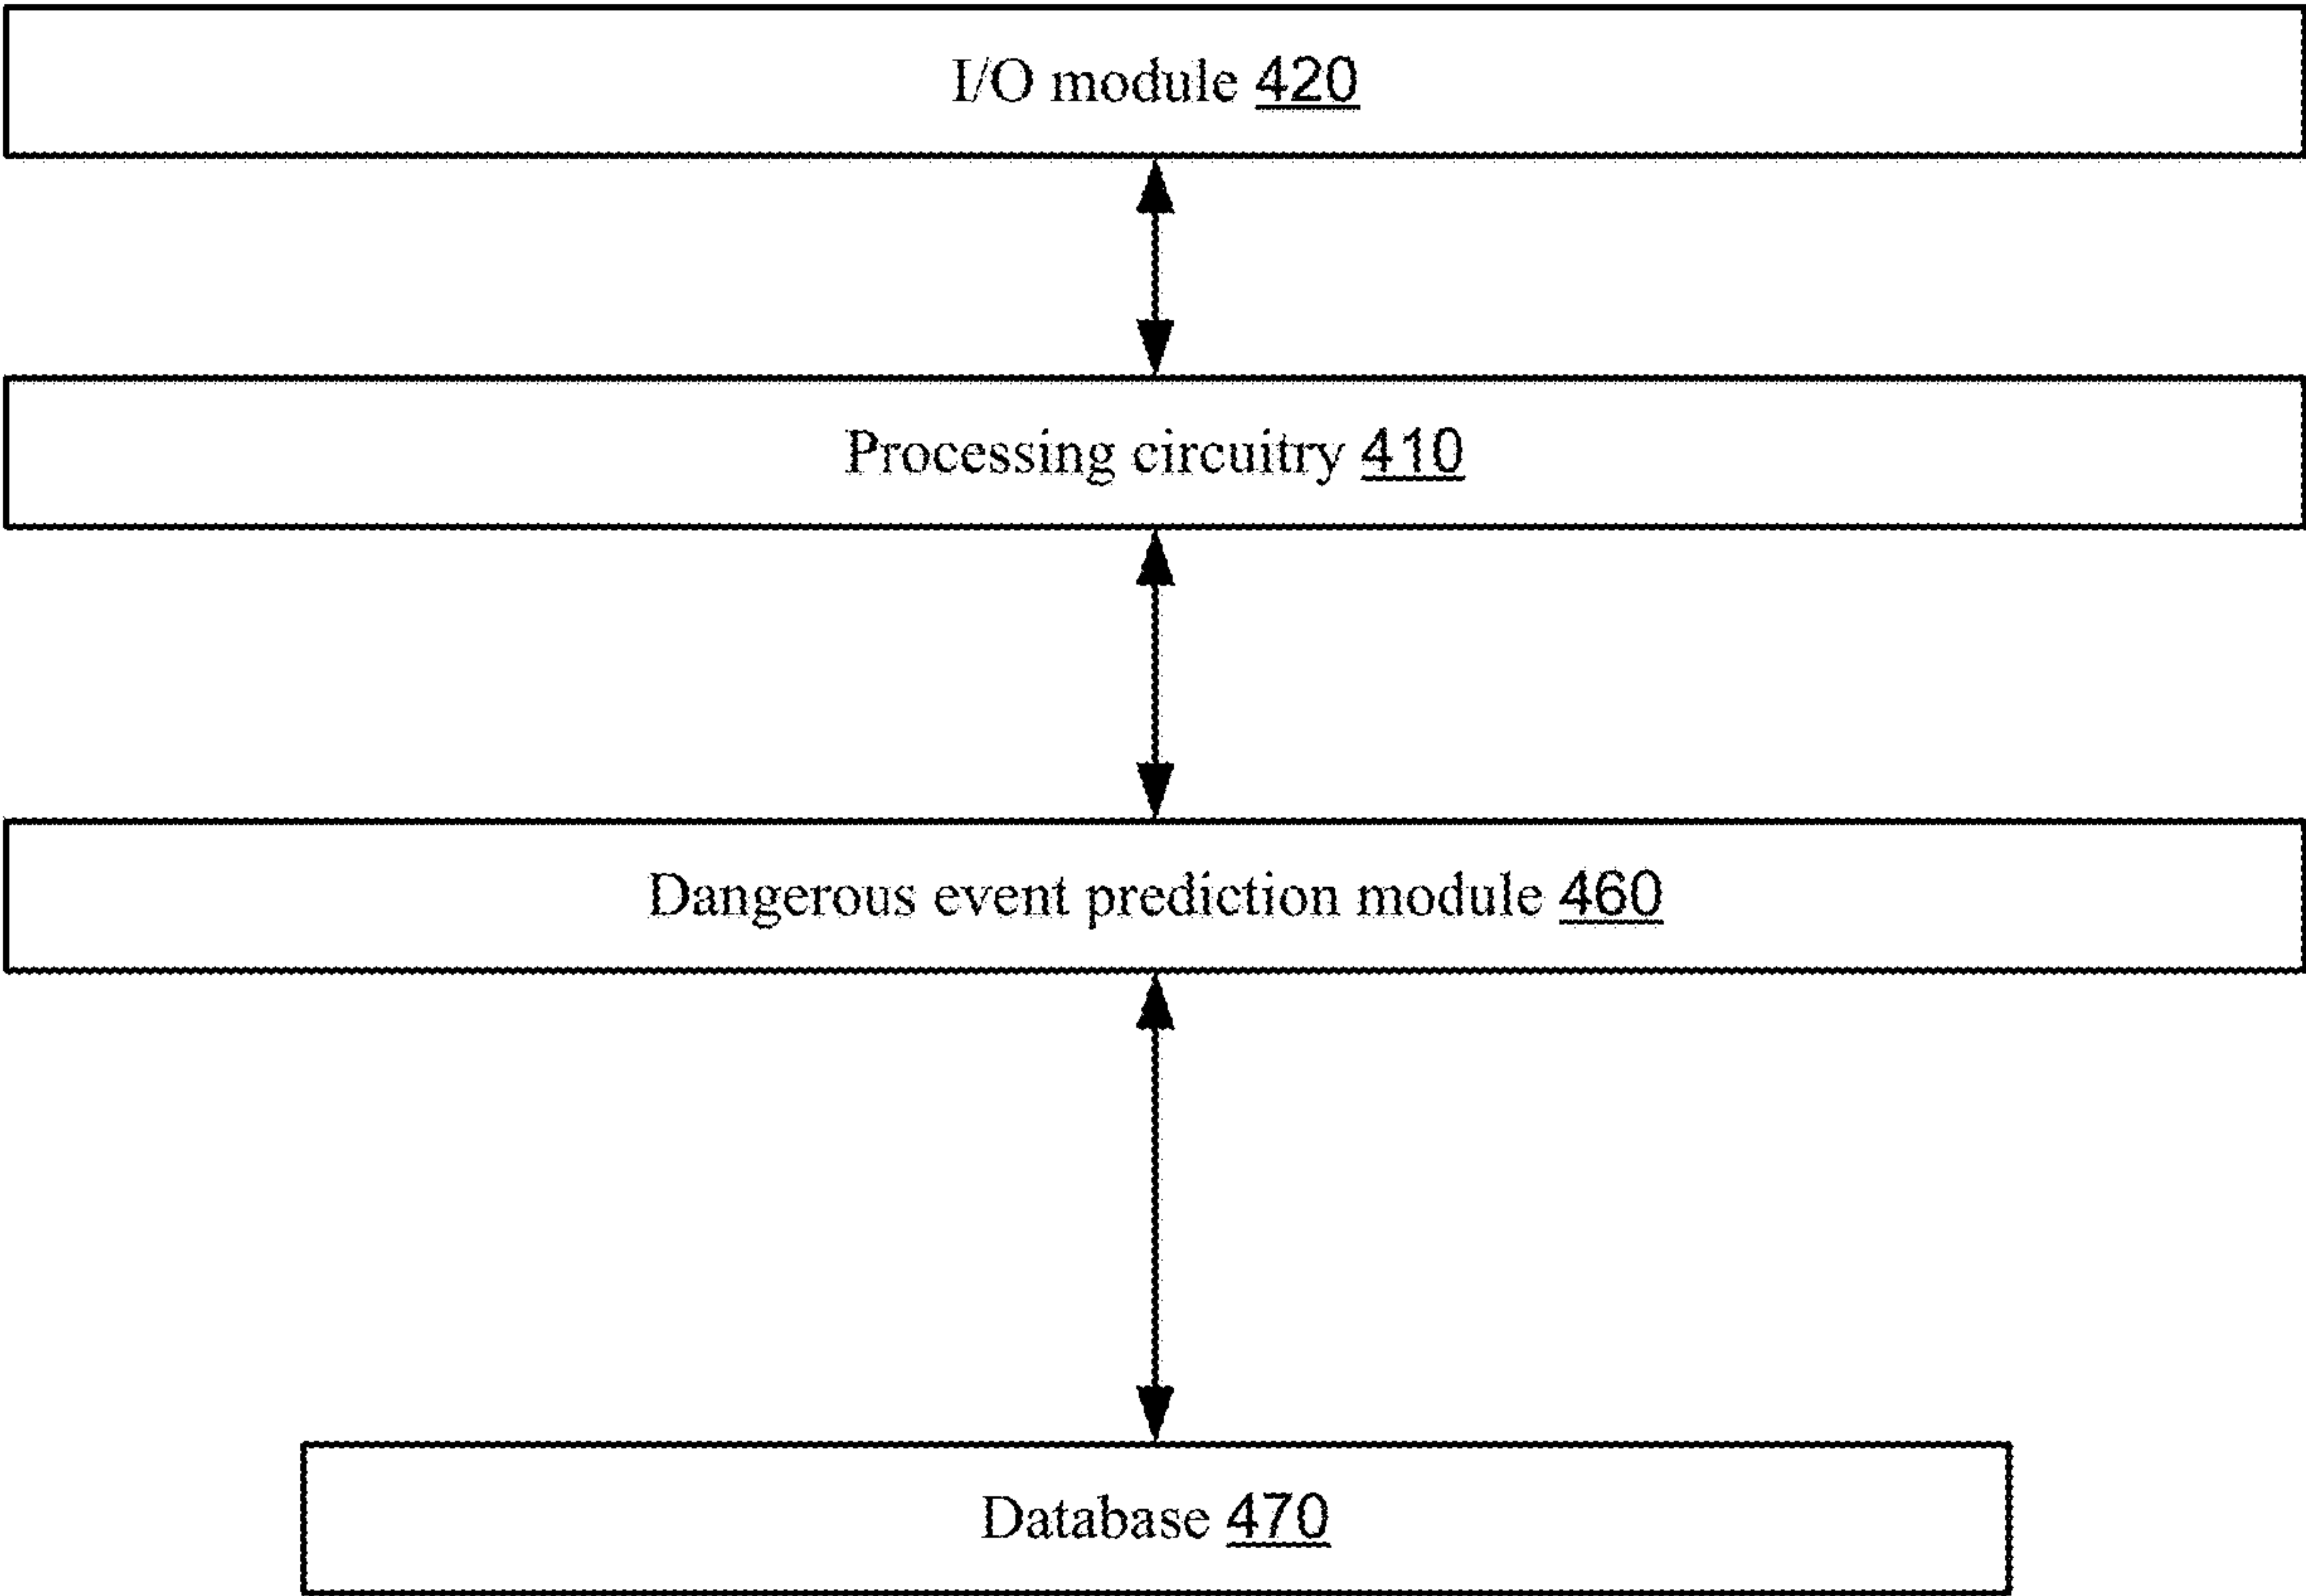 I/O module 420
Processing circuitry 410
Dangerous event prediction module 460
Database 470